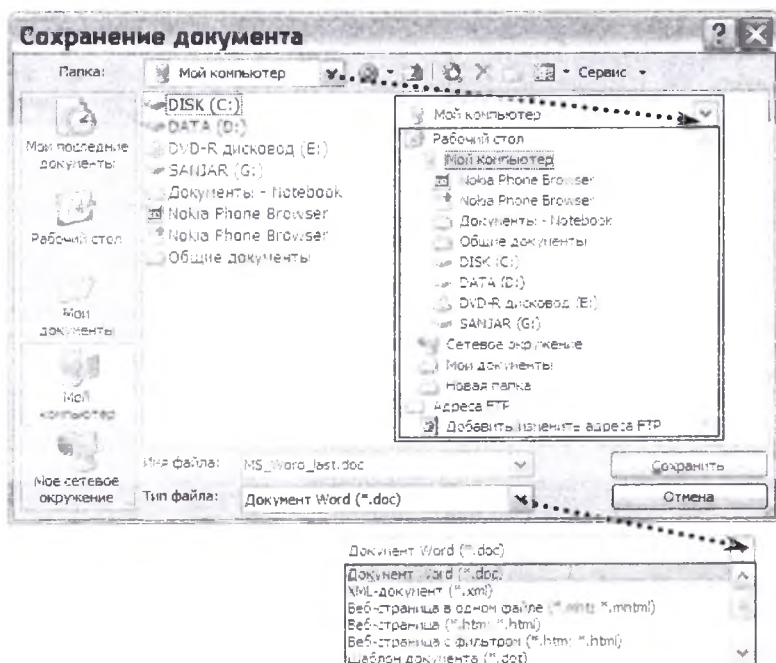 Сохранение документа
Папка: Мой компьютер Сервис
DISK (C:)
DATA (D:)
DVD-R дисковод (E:)
SANJAR (G:)
Документы - Notebook
Nokia Phone Browser
Nokia Phone Browser
Общие документы
Мои последние
документы
Рабочий стол
Мои
документы
Мой
компьютер
Мое сетевое
окружение
Мой компьютер
Рабочий стол
Мой компьютер
Nokia Phone Browser
Nokia Phone Browser
Документы - Notebook
Общие документы
DISK (C:)
DATA (D:)
DVD-R дисковод (E:)
SANJAR (G:)
Сетевое окружение
Мои документы
Новая папка
Адреса FTP
Добавить/изменить адреса FTP
Имя файла: MS_Word_last.doc Сохранить
Тип файла: Документ Word (*.doc) Отмена
Документ Word (*.doc)
Документ Word (*.doc)
XML-документ (*.xml)
Веб-страница в одном файле (*.mht; *.mhtml)
Веб-страница (*.htm; *.html)
Веб-страница с фильтром (*.htm; *.html)
Шаблон документа (*.dot)